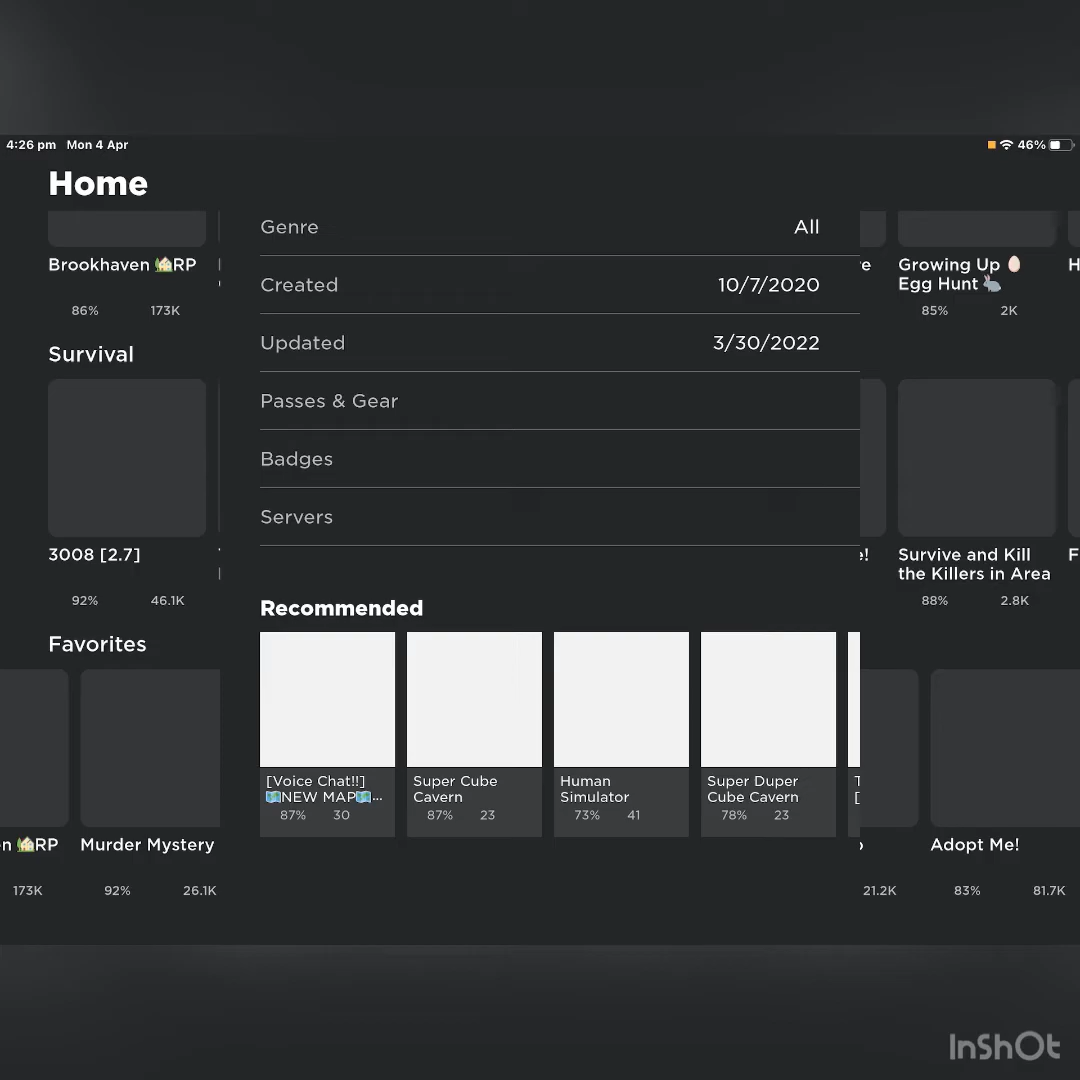 4:26 pm Mon 4 Apr
46%
Home
Genre All
Brookhaven 🏡RP
86% 173K
Created 10/7/2020
Growing Up 🥚
Egg Hunt 🐇
85% 2K
Updated 3/30/2022
Survival
Passes & Gear
Badges
Servers
3008 [2.7]
92% 46.1K
Survive and Kill
the Killers in Area
88% 2.8K
Recommended
Favorites
[Voice Chat!!]
🗺️NEW MAP🗺️...
87% 30
Super Cube
Cavern
87% 23
Human
Simulator
73% 41
Super Duper
Cube Cavern
78% 23
n 🏡RP
173K
Murder Mystery
92% 26.1K
21.2K
Adopt Me!
83% 81.7K
InShOt